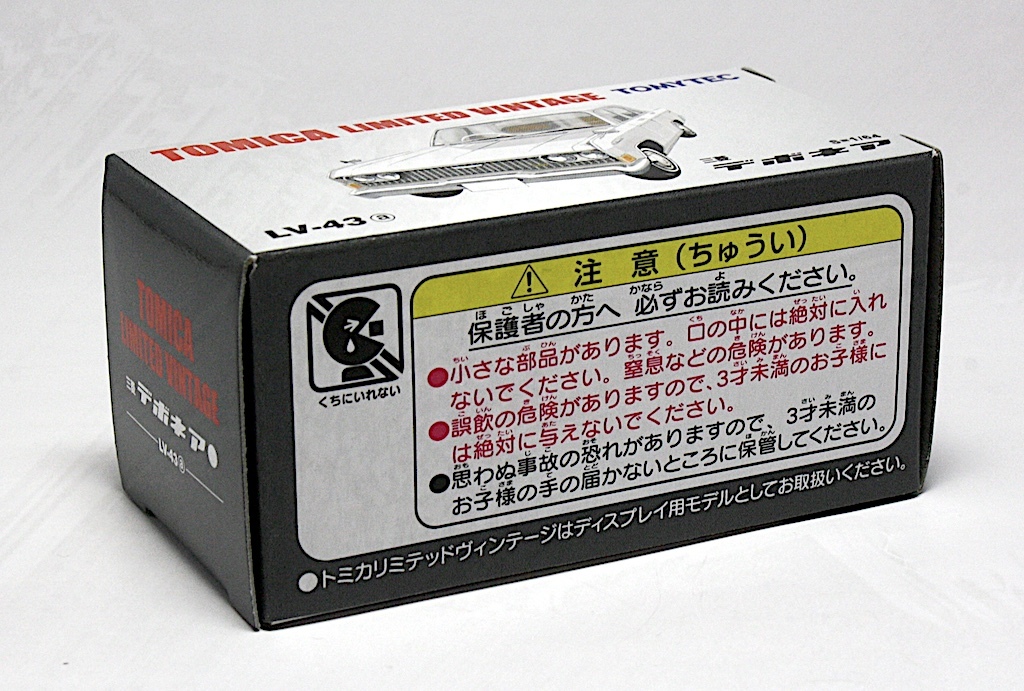 TOMICA LIMITED VINTAGE TOMYTEC
S=1/64
デボネア
LV-43 ⓐ
TOMICA
LIMITED VINTAGE
デボネア
LV-43 ⓐ
くちにいれない
注意(ちゅうい)
保護者の方へ 必ずお読みください。
●小さな部品があります。口の中には絶対に入れ
ないでください。窒息などの危険があります。
●誤飲の危険がありますので、3才未満のお子様に
は絶対に与えないでください。
●思わぬ事故の恐れがありますので、3才未満の
お子様の手の届かないところに保管してください。
●トミカリミテッドヴィンテージはディスプレイ用モデルとしてお取扱いください。